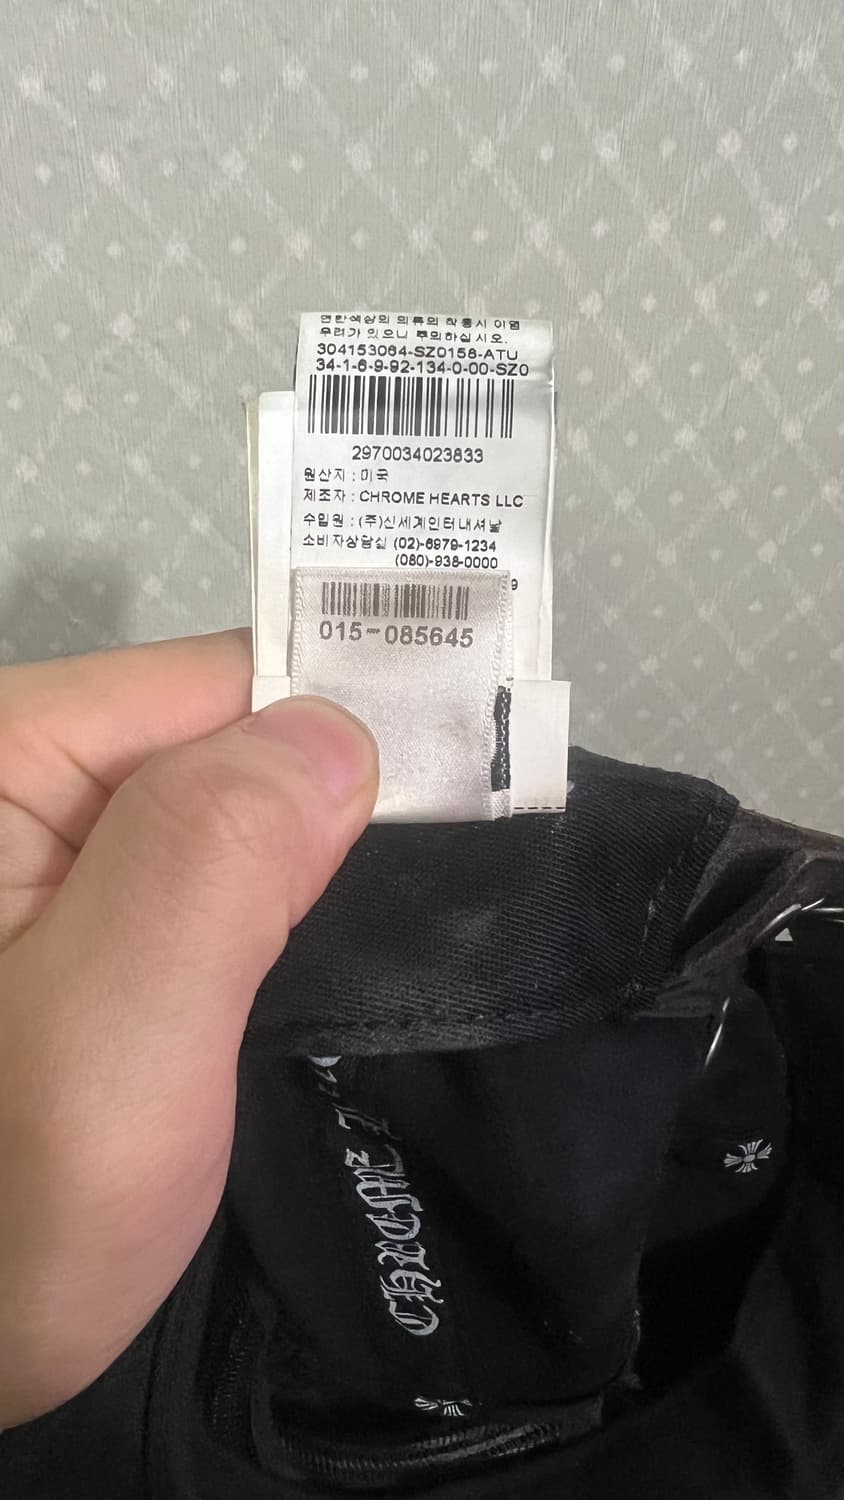 연한색상의 의류의 착용시 이염
우려가 있으니 주의하십시오.
304153064-SZ0158-ATU
34-1-6-9-92-134-0-00-SZ0
2970034023833
원산지 : 미국
제조자 : CHROME HEARTS LLC
수입원 : (주)신세계인터내셔날
소비자상담실 (02)-6979-1234
(080)-938-0000
9
015-085645
CHROME